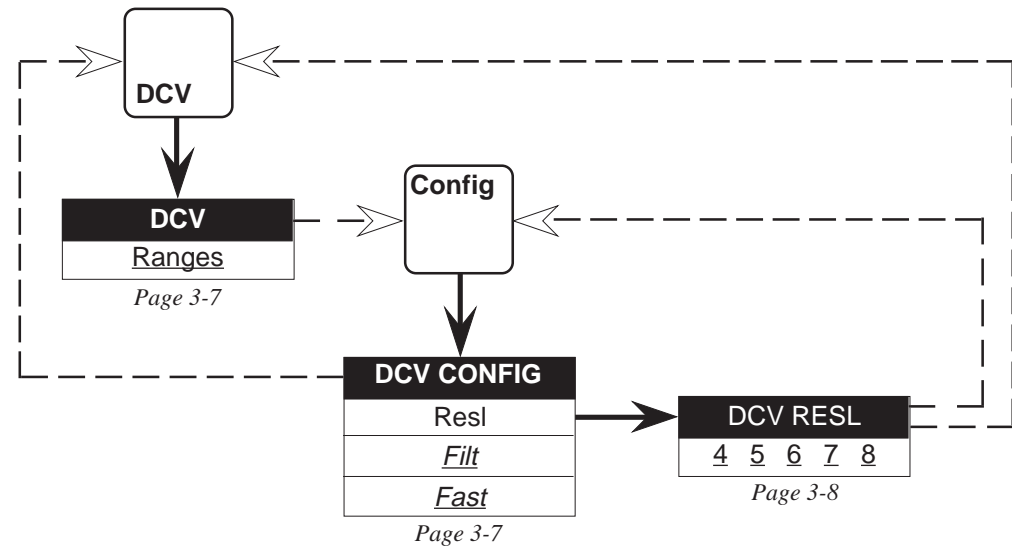 DCV
DCV
Ranges
Page 3-7
Config
DCV CONFIG
Resl
Filt
Fast
Page 3-7
DCV RESL
4 5 6 7 8
Page 3-8